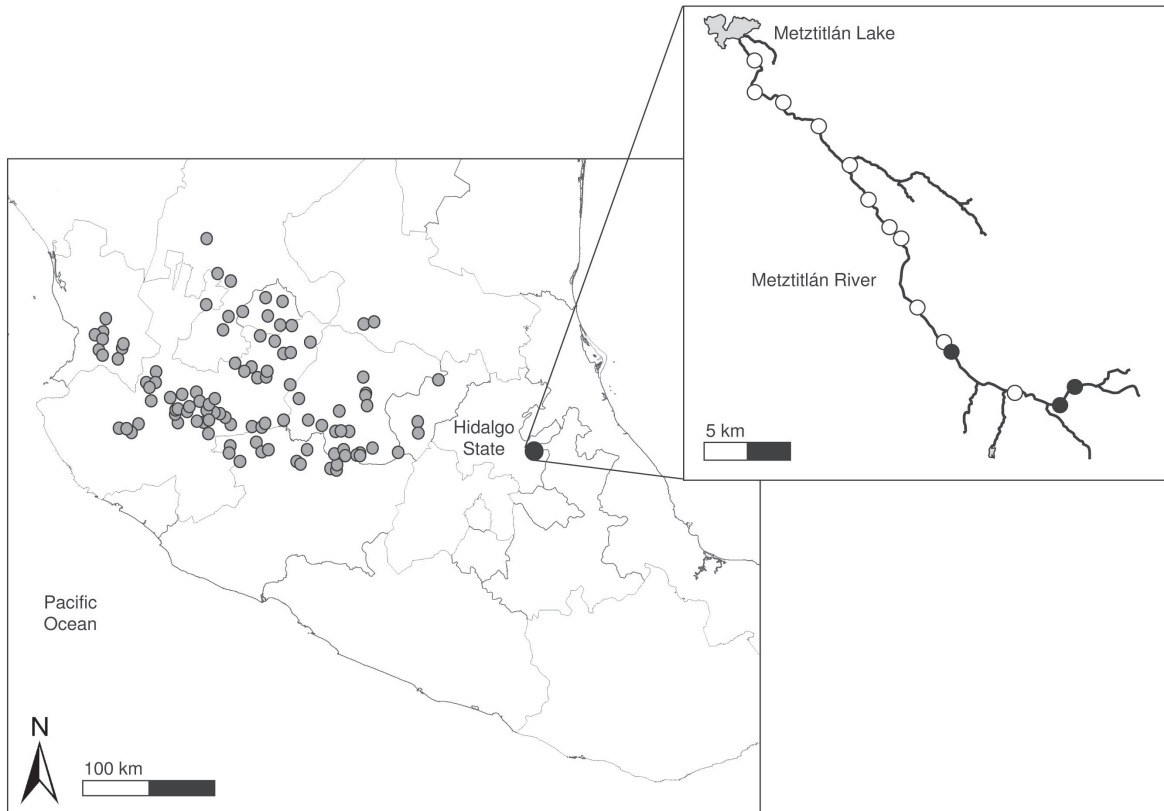 Metztitlán Lake
Metztitlán River
5 km
Hidalgo
State
Pacific
Ocean
N
100 km